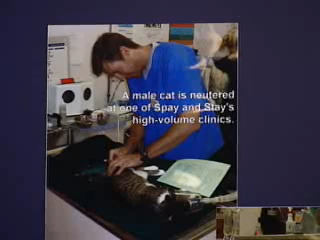 A male cat is neutered
at one of Spay and Stay's
high-volume clinics.